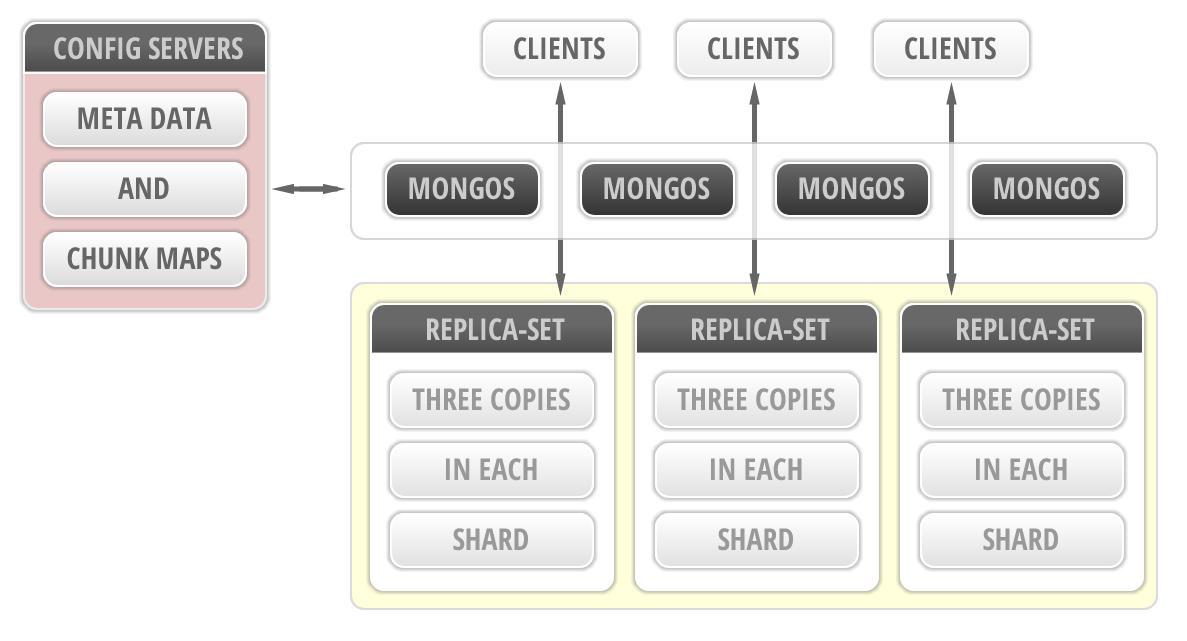 CONFIG SERVERS
META DATA
AND
CHUNK MAPS
CLIENTS
CLIENTS
CLIENTS
MONGOS
MONGOS
MONGOS
MONGOS
REPLICA-SET
THREE COPIES
IN EACH
SHARD
REPLICA-SET
THREE COPIES
IN EACH
SHARD
REPLICA-SET
THREE COPIES
IN EACH
SHARD